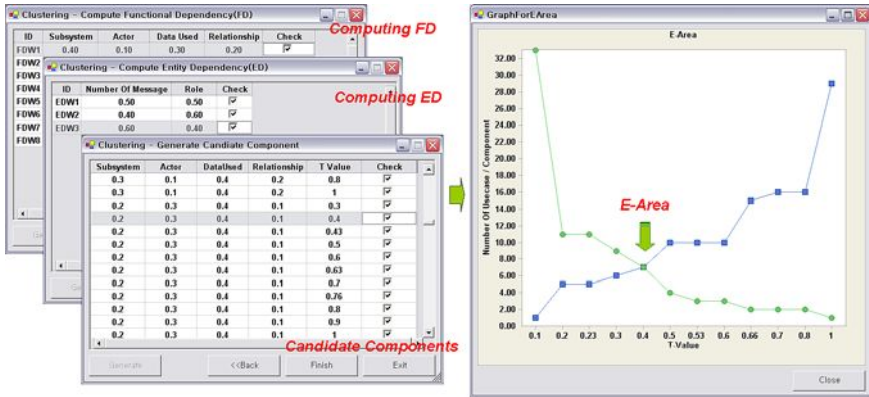 Clustering - Compute Functional Dependency(FD)
Computing FD
ID Subsystem Actor Data Used Relationship Check
FDW1 0.40 0.10 0.30 0.20
FDW2
FDW3
FDW4
FDW5
FDW6
FDW7
FDW8
Clustering - Compute Entity Dependency(ED)
Computing ED
ID Number Of Message Role Check
EDW1 0.50 0.50
EDW2 0.40 0.60
EDW3 0.60 0.40
Clustering - Generate Candiate Component
Subsystem Actor DataUsed Relationship T Value Check
0.3 0.1 0.4 0.2 0.8
0.3 0.1 0.4 0.2 1
0.2 0.3 0.4 0.1 0.3
0.2 0.3 0.4 0.1 0.4
0.2 0.3 0.4 0.1 0.43
0.2 0.3 0.4 0.1 0.5
0.2 0.3 0.4 0.1 0.6
0.2 0.3 0.4 0.1 0.63
0.2 0.3 0.4 0.1 0.7
0.2 0.3 0.4 0.1 0.76
0.2 0.3 0.4 0.1 0.8
0.2 0.3 0.4 0.1 0.9
0.2 0.3 0.4 0.1 1
Candidate Components
Generate <<Back Finish Exit
GraphForEArea
E-Area
Number Of Usecase / Component
32.00
30.00
28.00
26.00
24.00
22.00
20.00
18.00
16.00
14.00
12.00
10.00
8.00
6.00
4.00
2.00
0.00
E-Area
0.1 0.2 0.23 0.3 0.4 0.5 0.53 0.6 0.66 0.7 0.8 1
T-Value
Close